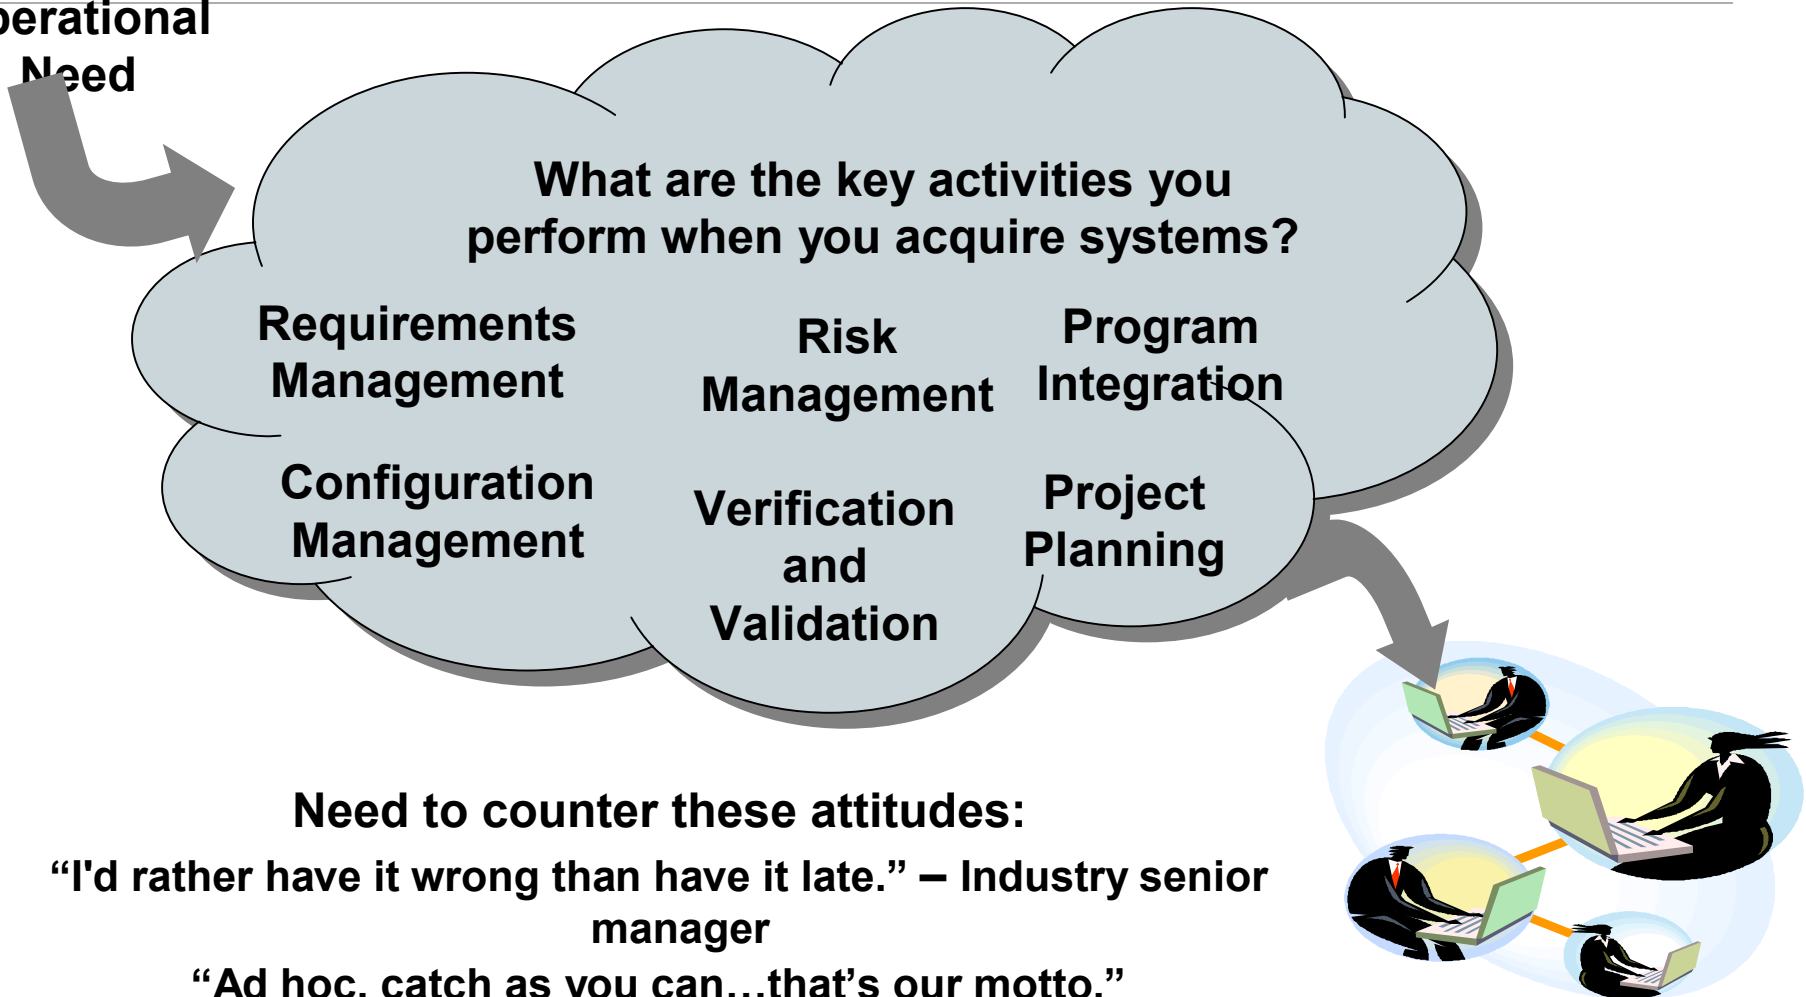 perational
Need
What are the key activities you
perform when you acquire systems?
Requirements
Management
Risk
Management
Program
Integration
Configuration
Management
Verification
and
Validation
Project
Planning
Need to counter these attitudes:
“I'd rather have it wrong than have it late.” – Industry senior
manager
“Ad hoc, catch as you can…that’s our motto.”